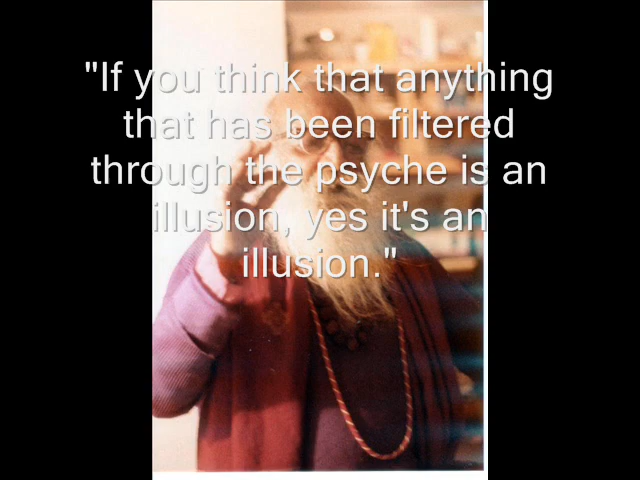 "If you think that anything
that has been filtered
through the psyche is an
illusion, yes it's an
illusion."